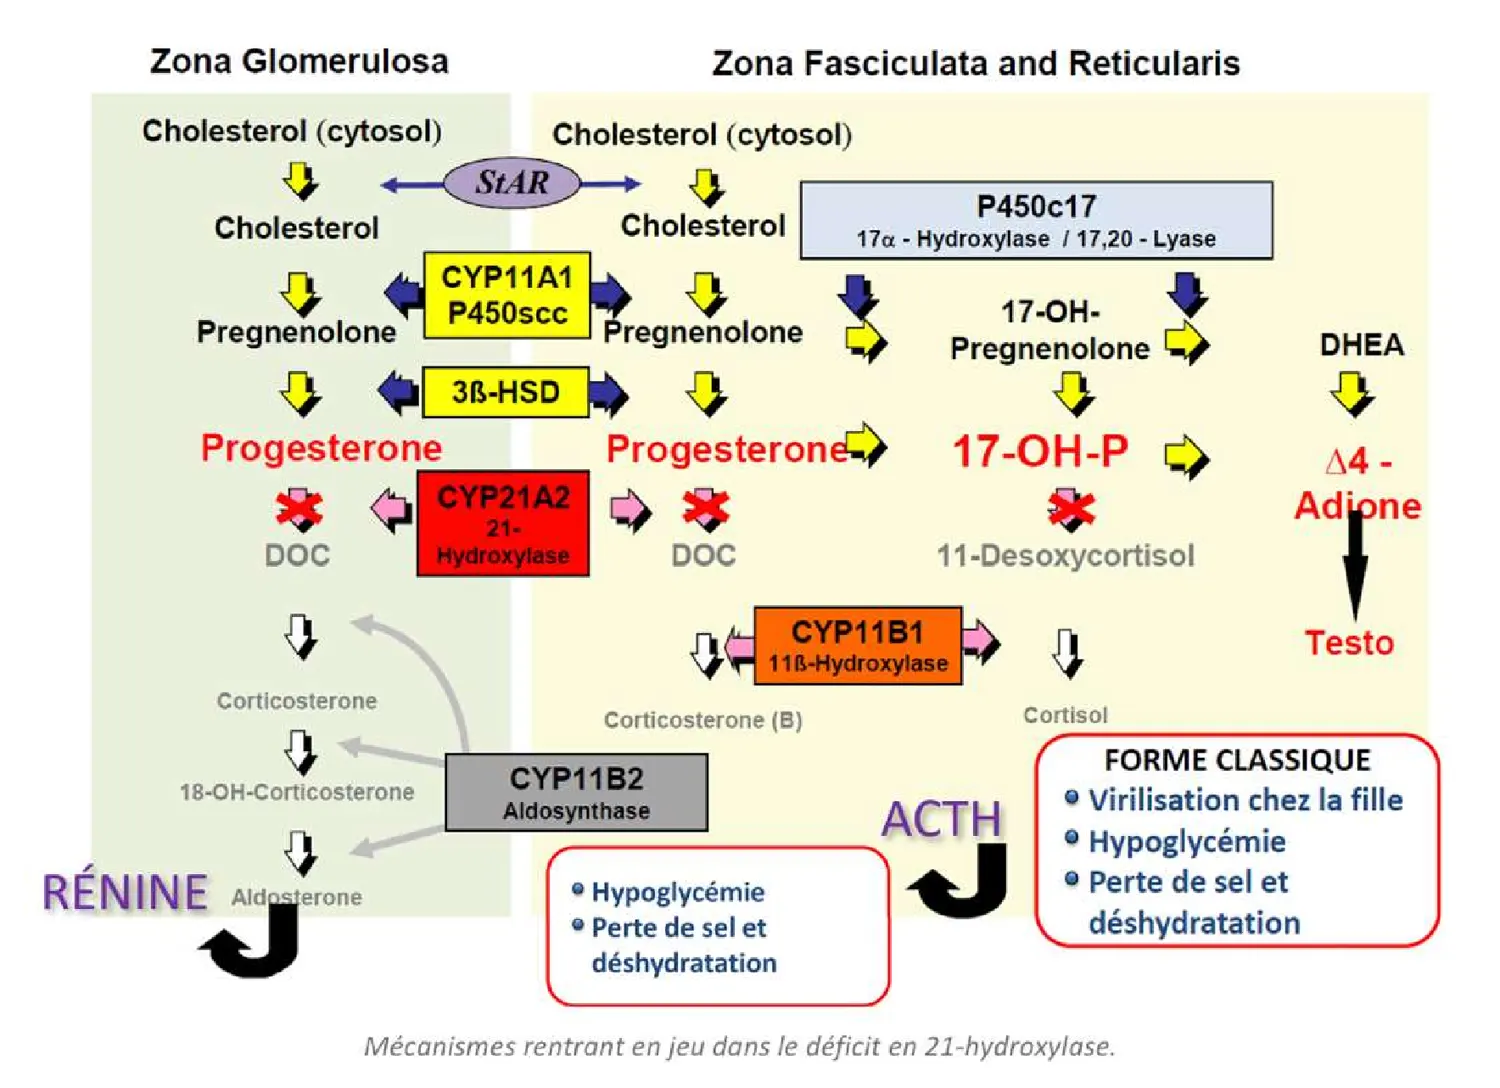 Zona Glomerulosa
Zona Fasciculata and Reticularis
Cholesterol (cytosol)
Cholesterol (cytosol)
StAR
Cholesterol
Cholesterol
P450c17
17α - Hydroxylase / 17,20 - Lyase
CYP11A1
P450scc
Pregnenolone
Pregnenolone
17-OH-
Pregnenolone
DHEA
3ß-HSD
Progesterone
Progesterone
17-OH-P
Δ4 -
Adione
CYP21A2
21-
Hydroxylase
DOC
DOC
11-Desoxycortisol
CYP11B1
11ß-Hydroxylase
Testo
Corticosterone
Corticosterone (B)
Cortisol
18-OH-Corticosterone
CYP11B2
Aldosynthase
Aldosterone
RÉNINE
ACTH
FORME CLASSIQUE
• Virilisation chez la fille
• Hypoglycémie
• Perte de sel et
déshydratation
• Hypoglycémie
• Perte de sel et
déshydratation
Mécanismes rentrant en jeu dans le déficit en 21-hydroxylase.